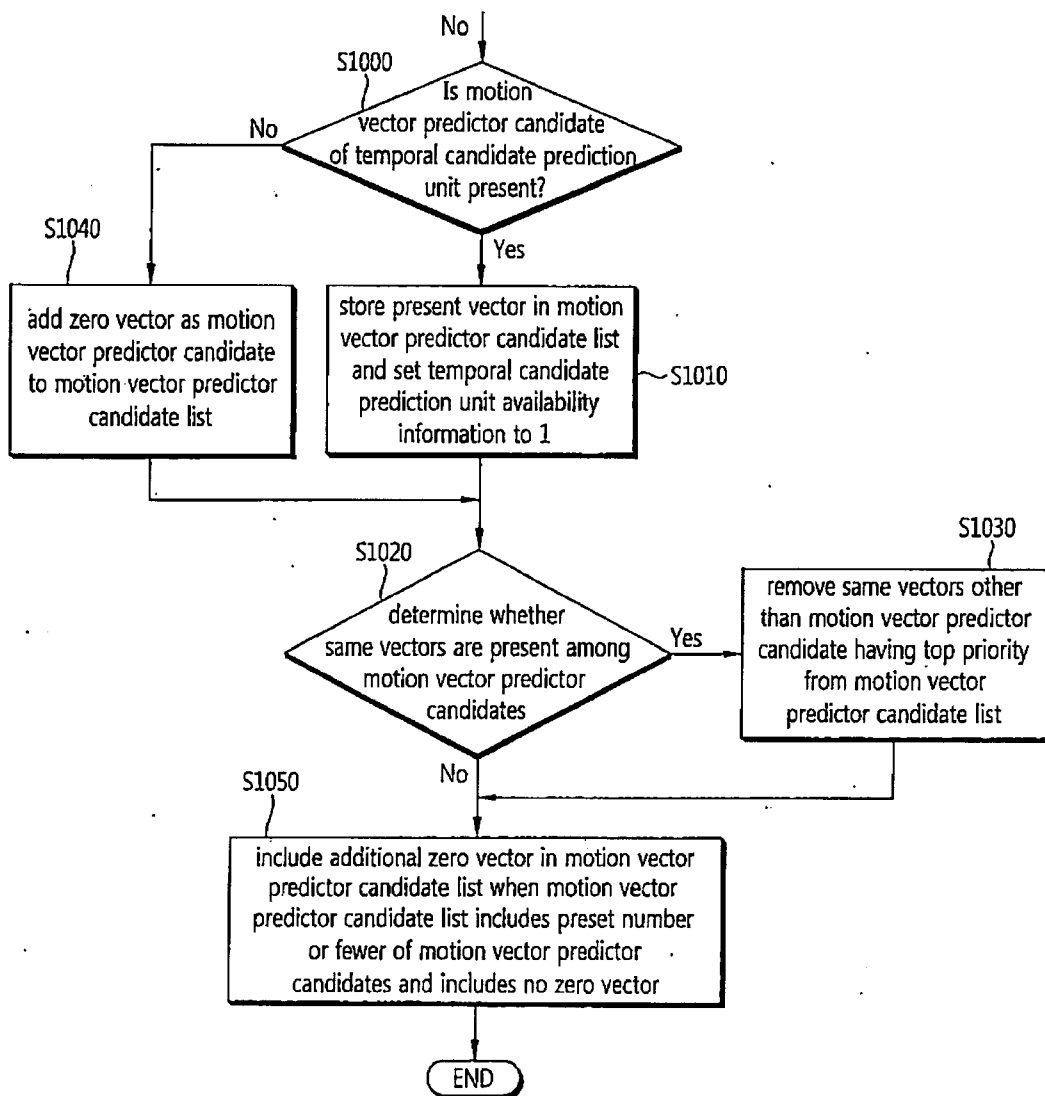 No
S1000
Is motion
vector predictor candidate
of temporal candidate prediction
unit present?
No
Yes
S1040
add zero vector as motion
vector predictor candidate
to motion vector predictor
candidate list
store present vector in motion
vector predictor candidate list
and set temporal candidate
prediction unit availability
information to 1
S1010
S1020
determine whether
same vectors are present among
motion vector predictor
candidates
Yes
No
S1030
remove same vectors other
than motion vector predictor
candidate having top priority
from motion vector
predictor candidate list
S1050
include additional zero vector in motion vector
predictor candidate list when motion vector
predictor candidate list includes preset number
or fewer of motion vector predictor
candidates and includes no zero vector
END